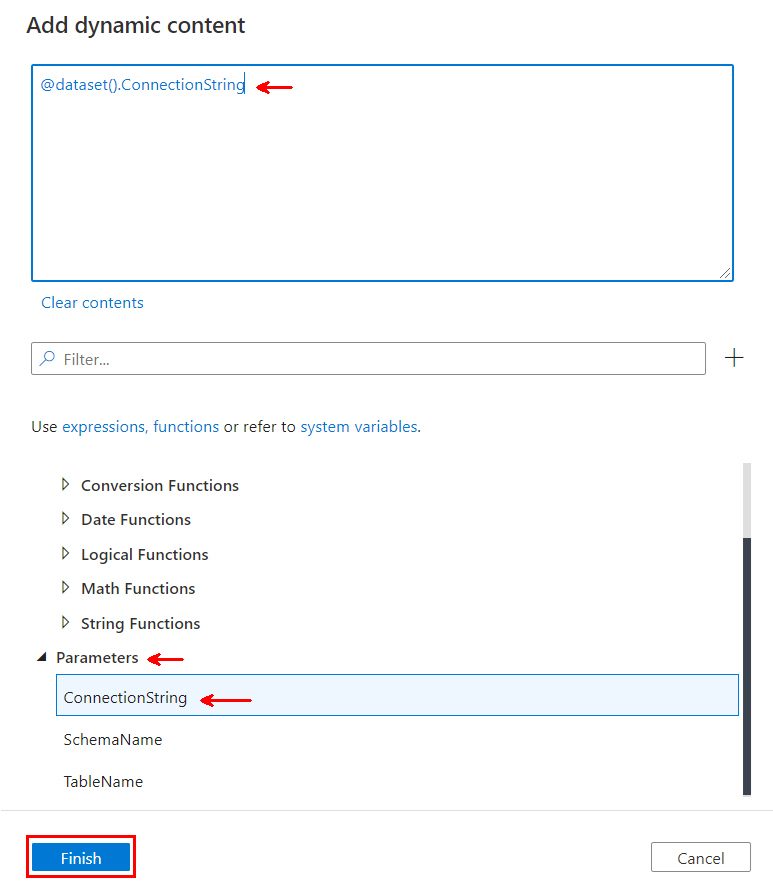 Add dynamic content
@dataset().ConnectionString
Clear contents
Filter...
Use expressions, functions or refer to system variables.
Conversion Functions
Date Functions
Logical Functions
Math Functions
String Functions
Parameters
ConnectionString
SchemaName
TableName
Finish
Cancel